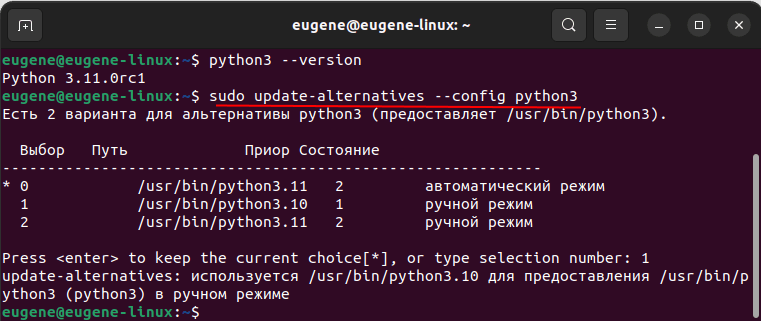 eugene@eugene-linux: ~
eugene@eugene-linux:~$ python3 --version
Python 3.11.0rc1
eugene@eugene-linux:~$ sudo update-alternatives --config python3
Есть 2 варианта для альтернативы python3 (предоставляет /usr/bin/python3).
Выбор Путь Приор Состояние
------------------------------------------------------------
* 0 /usr/bin/python3.11 2 автоматический режим
1 /usr/bin/python3.10 1 ручной режим
2 /usr/bin/python3.11 2 ручной режим
Press <enter> to keep the current choice[*], or type selection number: 1
update-alternatives: используется /usr/bin/python3.10 для предоставления /usr/bin/p
ython3 (python3) в ручном режиме
eugene@eugene-linux:~$